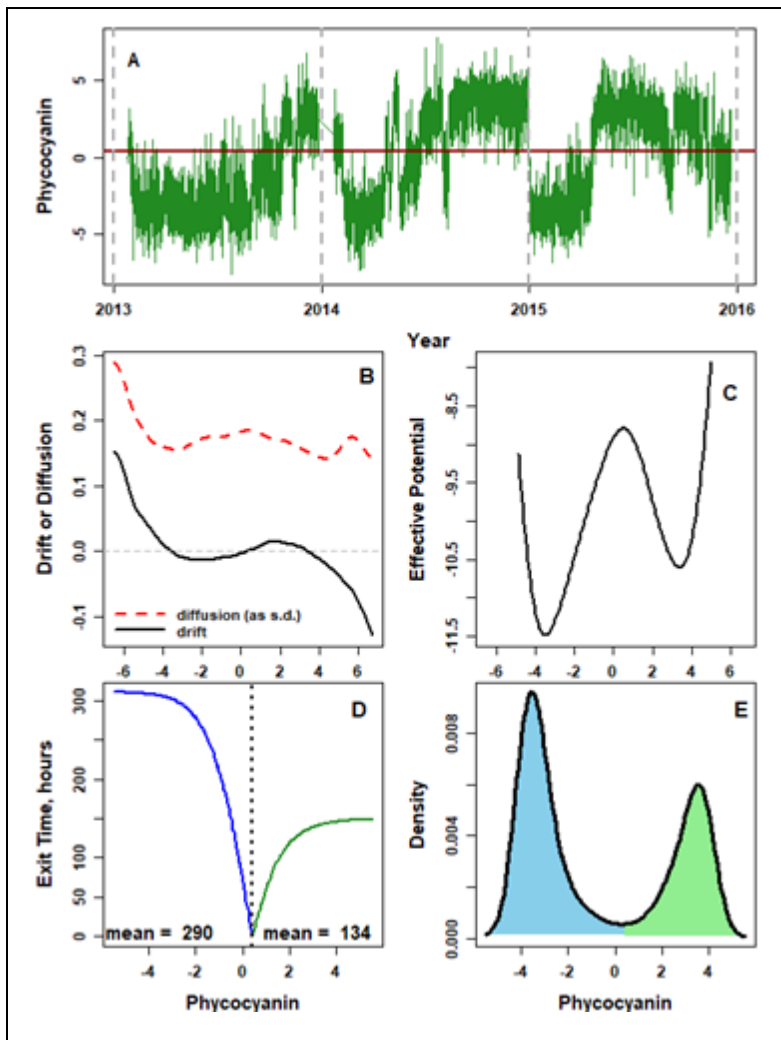 A
Phycocyanin
5
0
-5
2013 2014 2015 2016
Year
B
Drift or Diffusion
0.3
0.2
0.1
0.0
-0.1
diffusion (as s.d.)
drift
-6 -4 -2 0 2 4 6
C
Effective Potential
-8.5
-9.5
-10.5
-11.5
-6 -4 -2 0 2 4 6
D
Exit Time, hours
300
200
100
50
0
mean = 290 mean = 134
-4 -2 0 2 4
Phycocyanin
E
Density
0.008
0.004
0.000
-4 -2 0 2 4
Phycocyanin